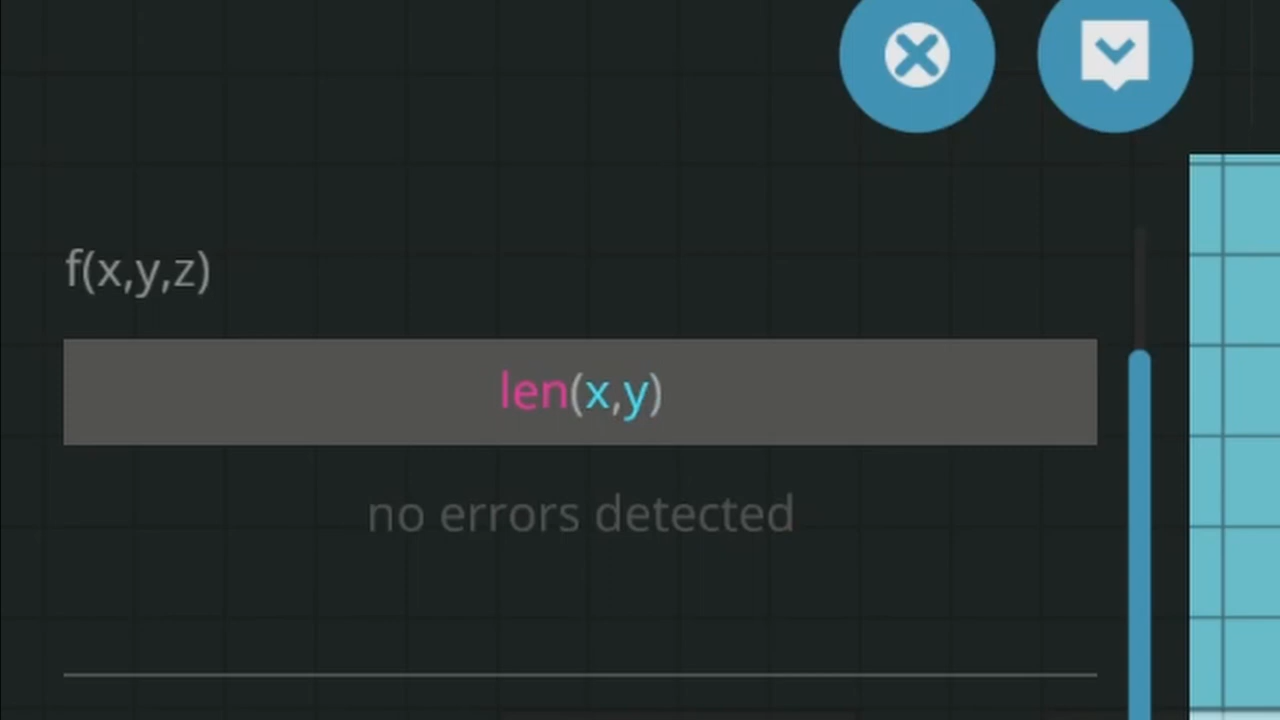 f(x,y,z)
len(x,y)
no errors detected